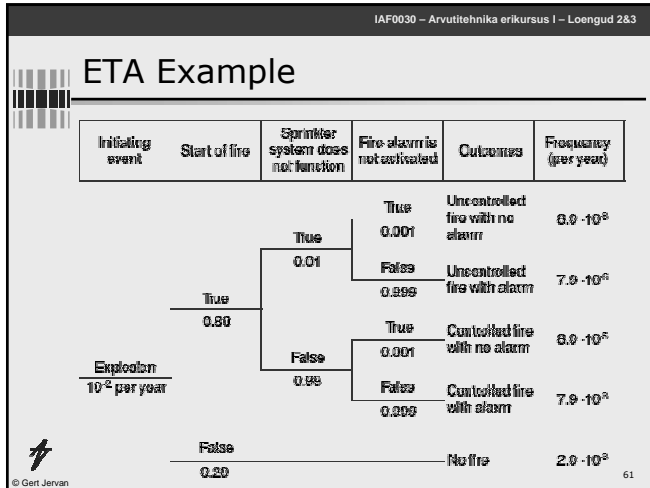 IAF0030 – Arvutitehnika erikursus I – Loengud 2&3
ETA Example
Initiating
event
Start of fire
Sprinkler
system does
not function
Fire alarm is
not activated
Outcomes
Frequency
(per year)
Explosion
10⁻² per year
True
0.80
False
0.20
True
0.01
False
0.99
True
0.001
False
0.999
True
0.001
False
0.999
Uncontrolled
fire with no
alarm
Uncontrolled
fire with alarm
Controlled fire
with no alarm
Controlled fire
with alarm
No fire
© Gert Jervan
61